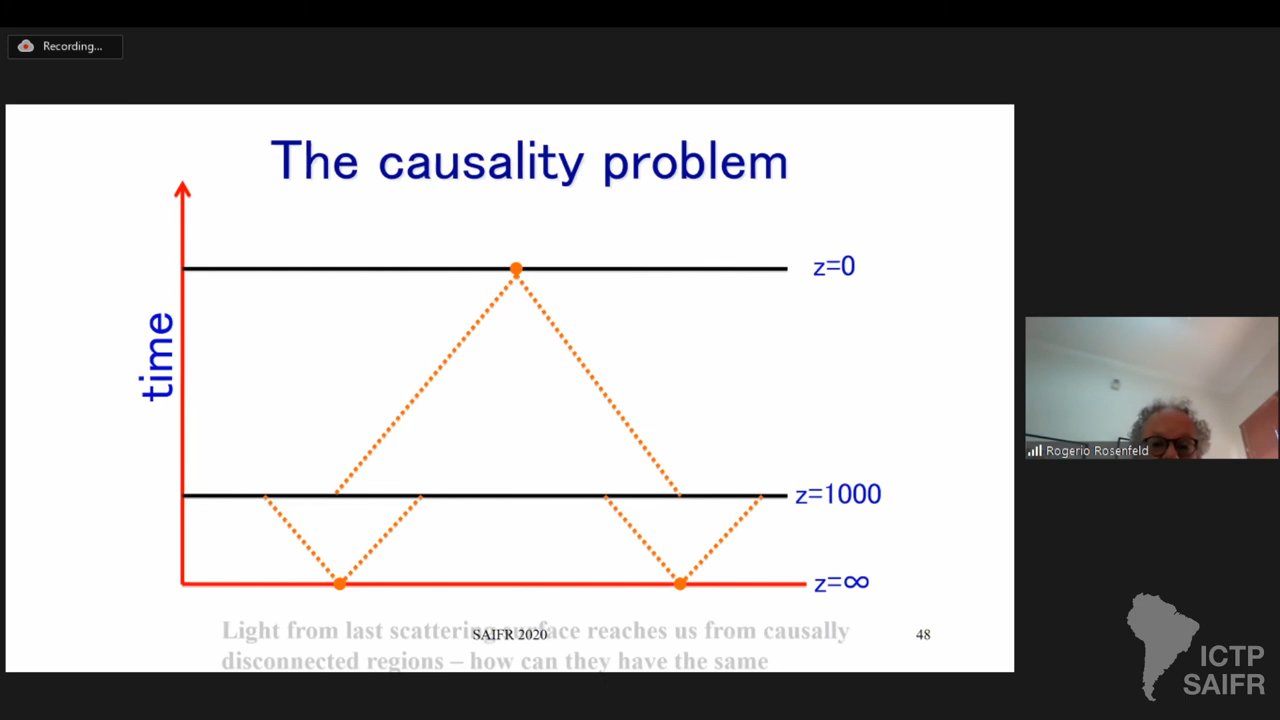 Recording...
The causality problem
z=0
time
z=1000
z=∞
Light from last scattering surface reaches us from causally
SAIFR 2020
48
disconnected regions – how can they have the same
Rogerio Rosenfeld
ICTP
SAIFR